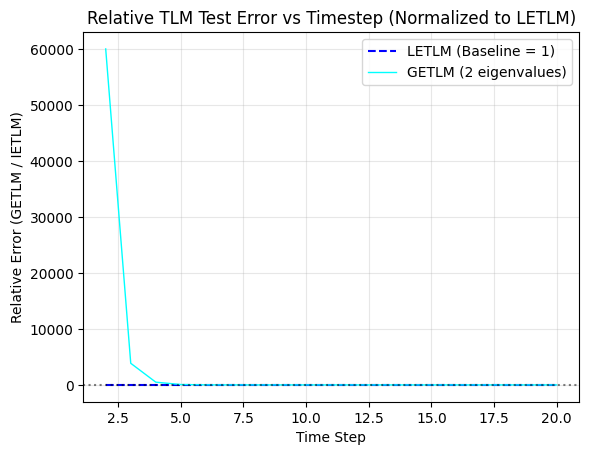 Relative TLM Test Error vs Timestep (Normalized to LETLM)
LETLM (Baseline = 1)
GETLM (2 eigenvalues)
Relative Error (GETLM / IETLM)
60000
50000
40000
30000
20000
10000
0
2.5 5.0 7.5 10.0 12.5 15.0 17.5 20.0
Time Step